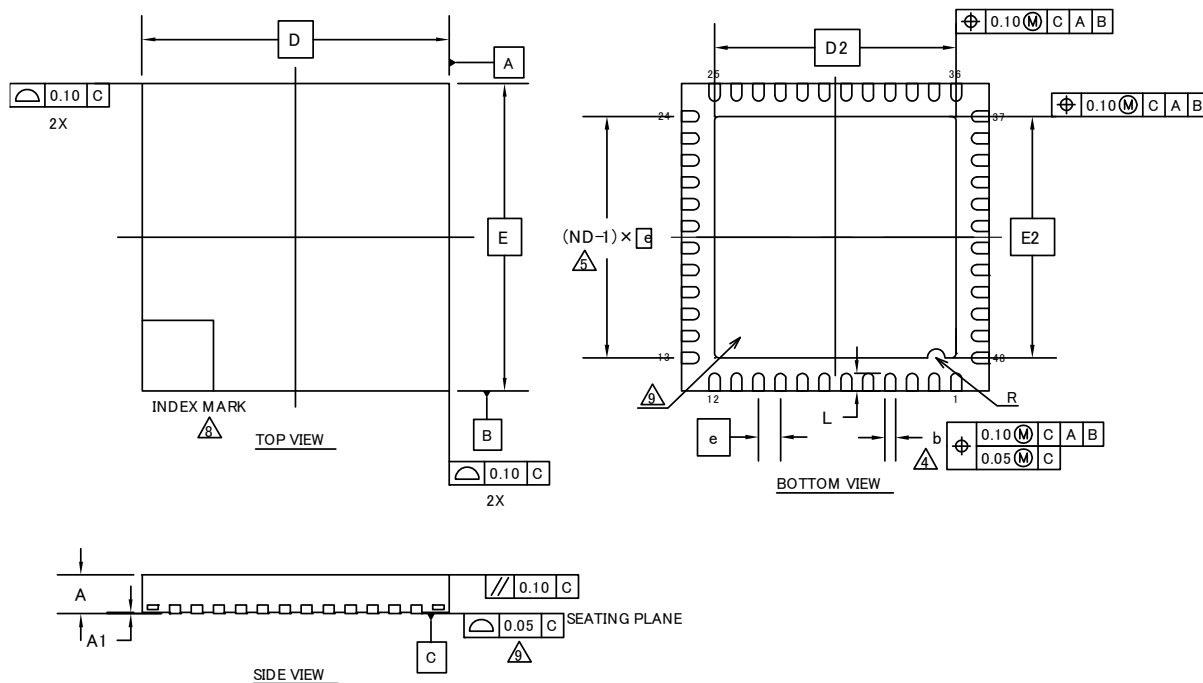 D
A
⌓ 0.10 C
2X
E
INDEX MARK
8
TOP VIEW
B
⌓ 0.10 C
2X
⌖ 0.10 Ⓜ C A B
D2
25
36
⌖ 0.10 Ⓜ C A B
24
37
(ND-1)× e
5
E2
13
48
9
12
1
R
L
e
b
4
⌖ 0.10 Ⓜ C A B
0.05 Ⓜ C
BOTTOM VIEW
A
// 0.10 C
A1
⌓ 0.05 C SEATING PLANE
9
C
SIDE VIEW